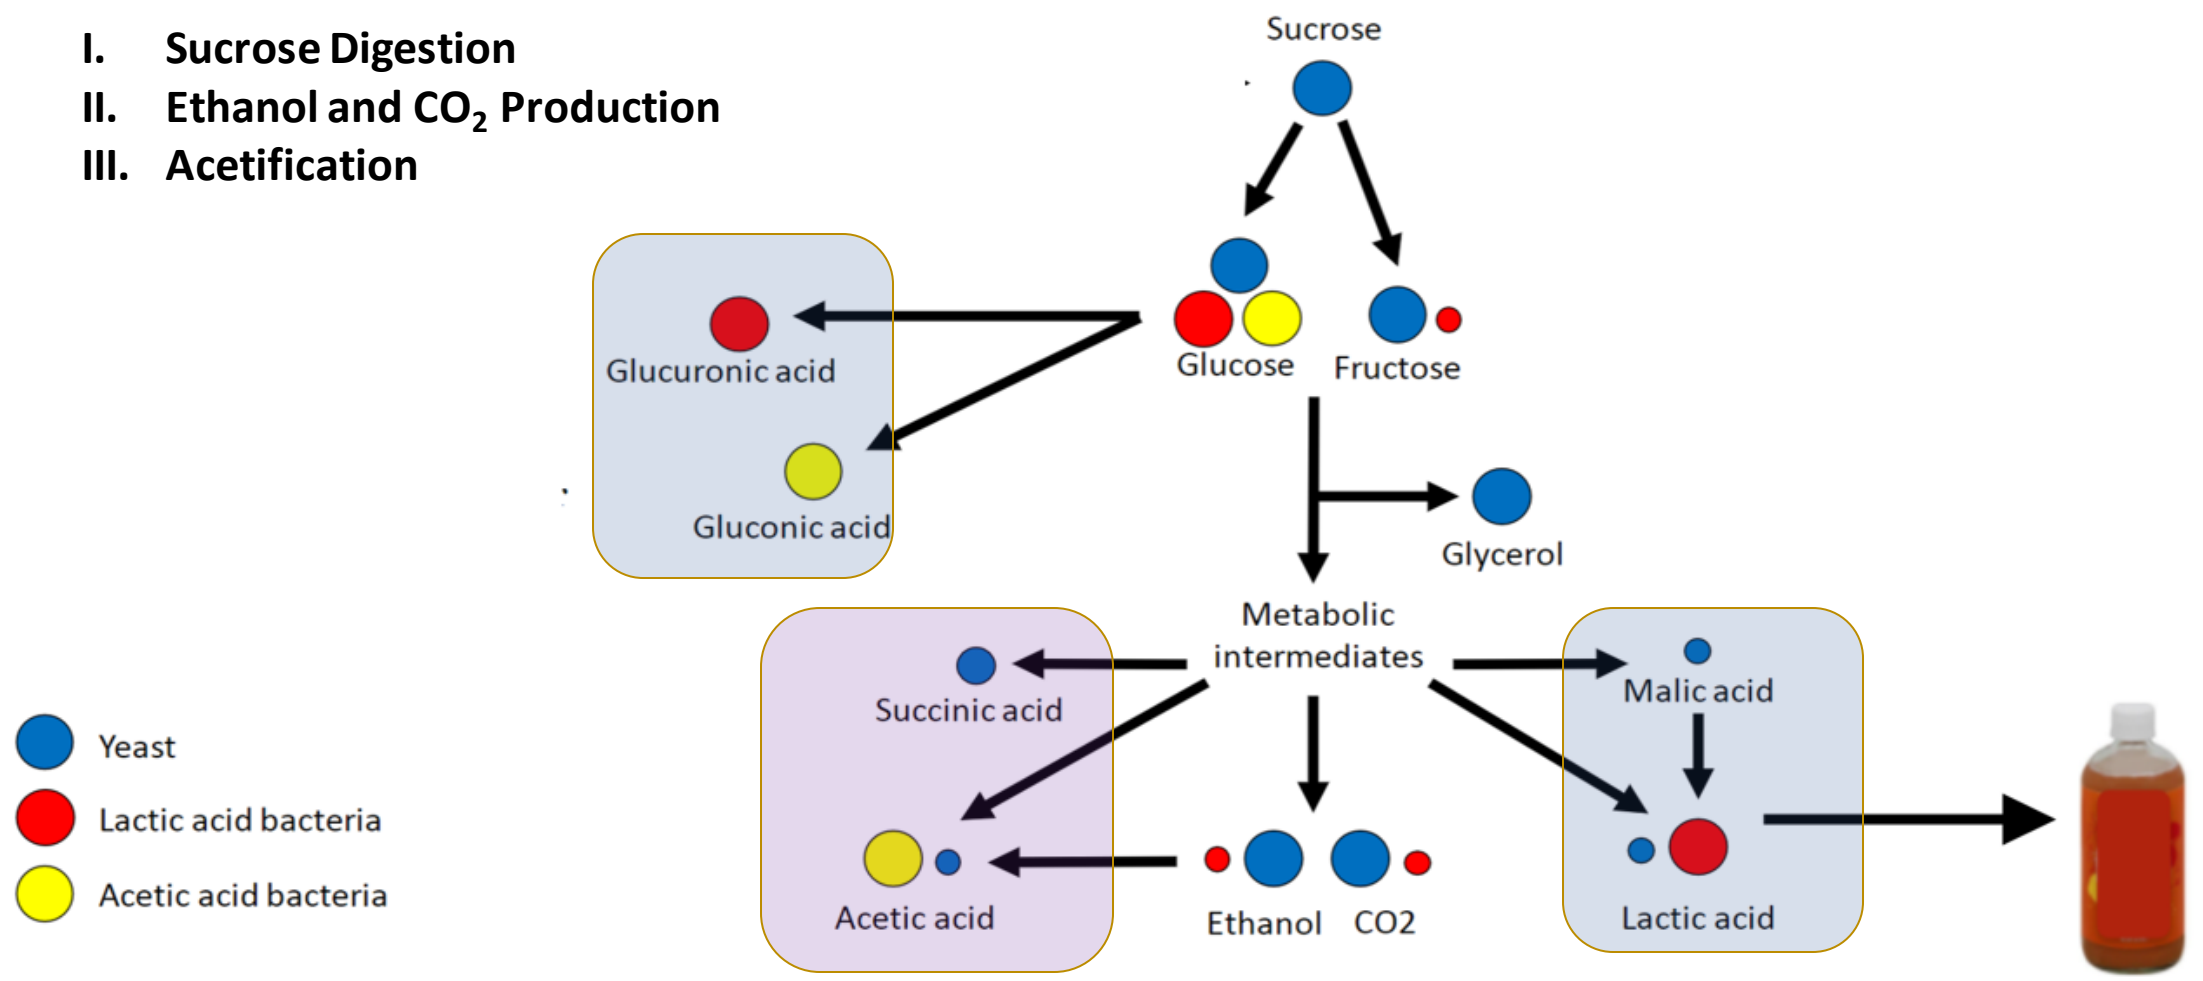 I. Sucrose Digestion
II. Ethanol and CO₂ Production
III. Acetification
Sucrose
Glucose
Fructose
Glucuronic acid
Gluconic acid
Glycerol
Metabolic
intermediates
Succinic acid
Malic acid
Acetic acid
Ethanol
CO2
Lactic acid
Yeast
Lactic acid bacteria
Acetic acid bacteria